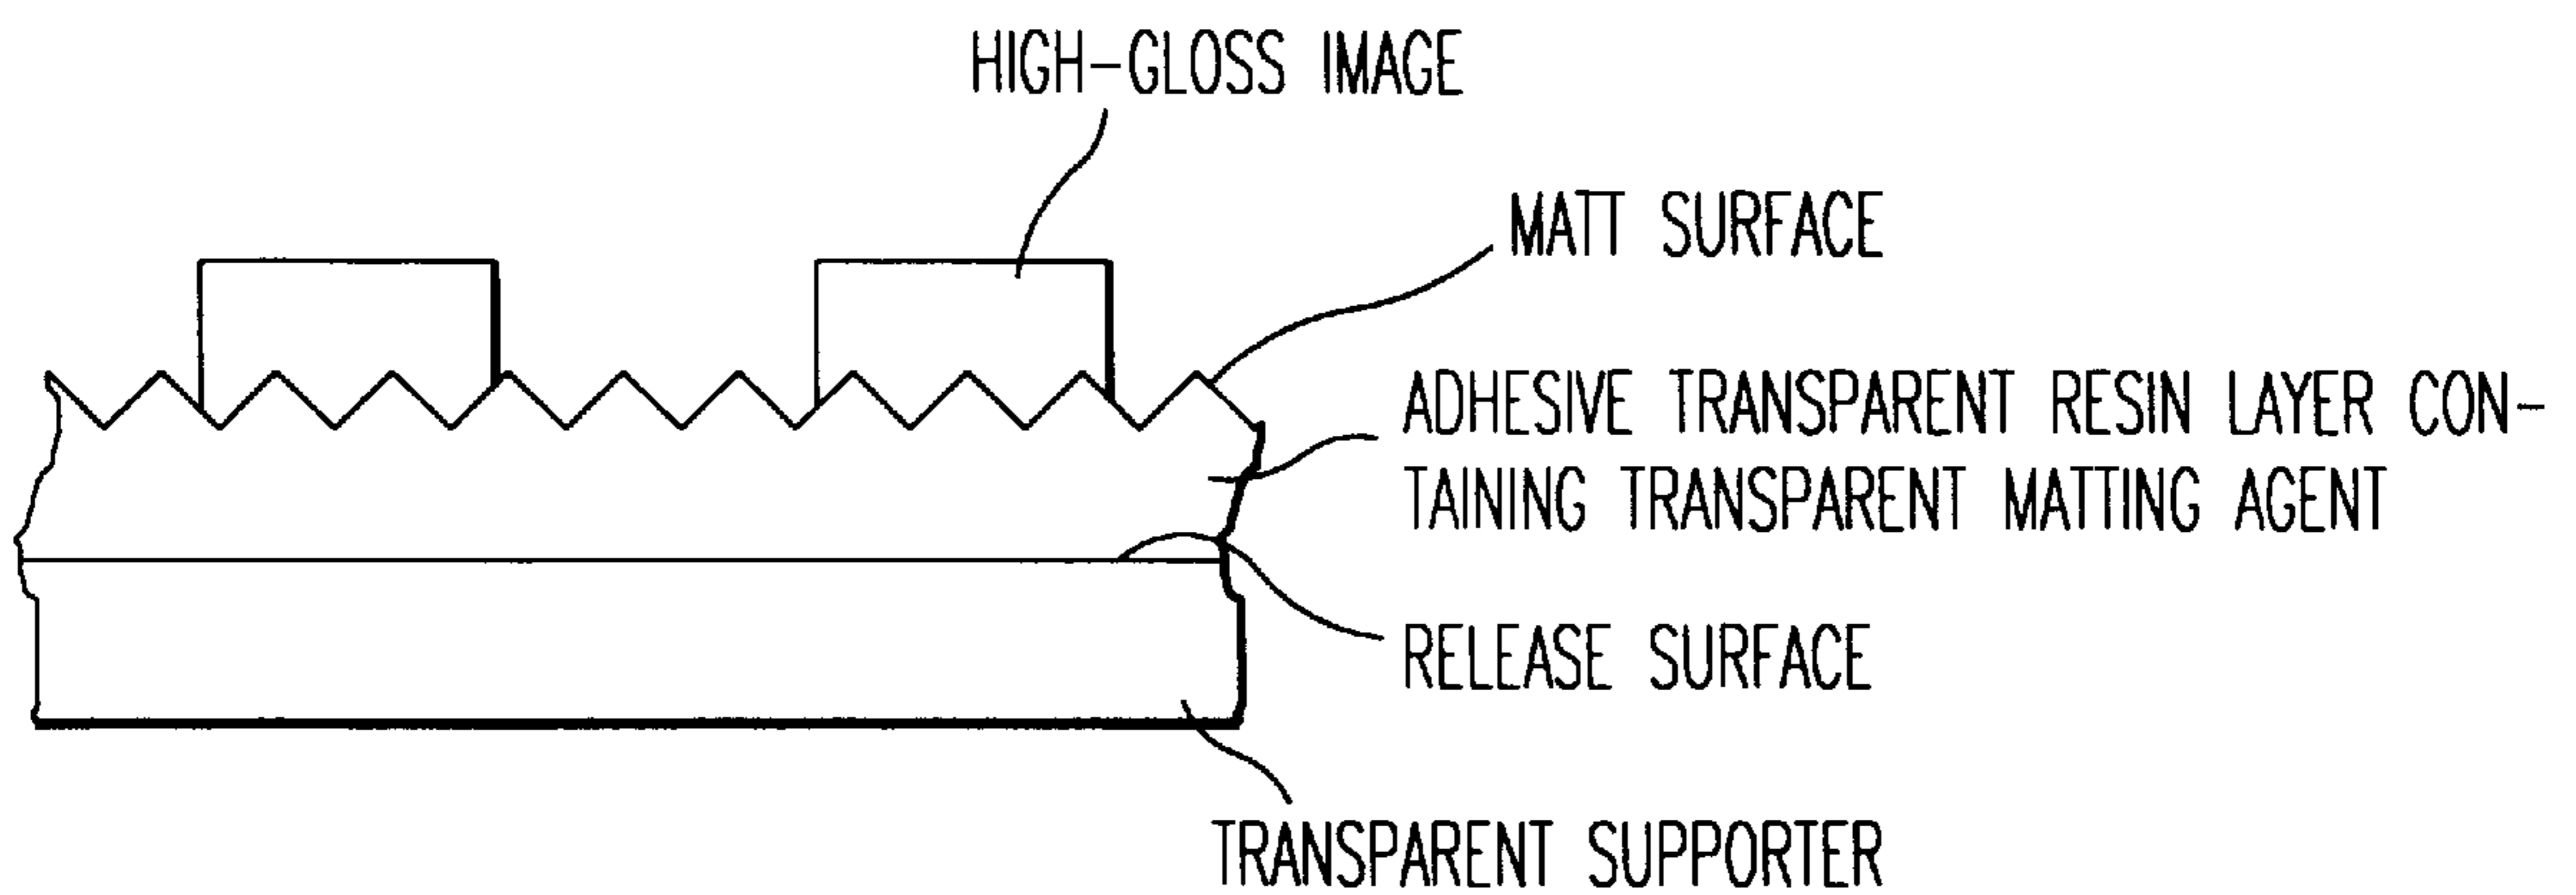 HIGH-GLOSS IMAGE
MATT SURFACE
ADHESIVE TRANSPARENT RESIN LAYER CON-
TAINING TRANSPARENT MATTING AGENT
RELEASE SURFACE
TRANSPARENT SUPPORTER